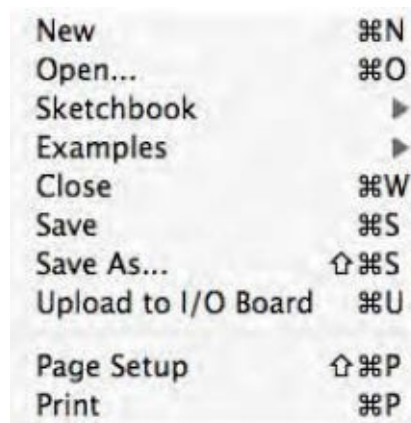 New ⌘N
Open... ⌘O
Sketchbook ▶
Examples ▶
Close ⌘W
Save ⌘S
Save As... ⇧⌘S
Upload to I/O Board ⌘U
Page Setup ⇧⌘P
Print ⌘P